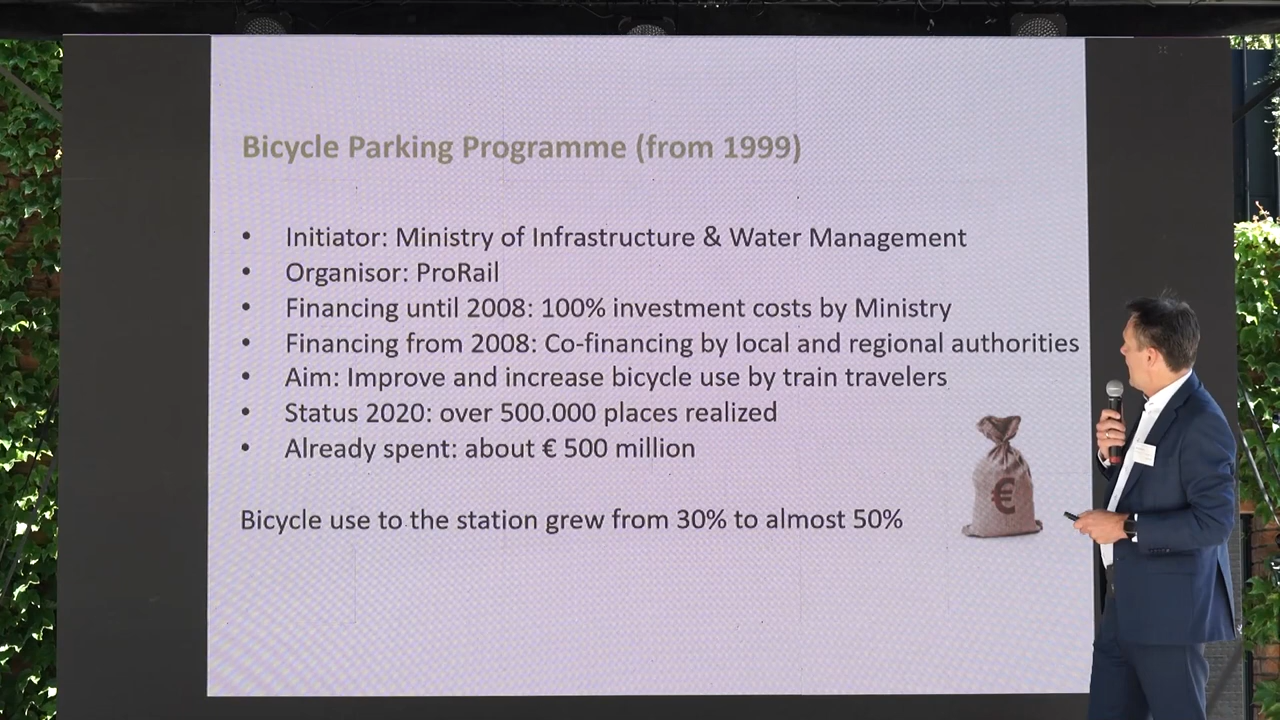 Bicycle Parking Programme (from 1999)
• Initiator: Ministry of Infrastructure & Water Management
• Organisor: ProRail
• Financing until 2008: 100% investment costs by Ministry
• Financing from 2008: Co-financing by local and regional authorities
• Aim: Improve and increase bicycle use by train travelers
• Status 2020: over 500.000 places realized
• Already spent: about € 500 million
€
Bicycle use to the station grew from 30% to almost 50%